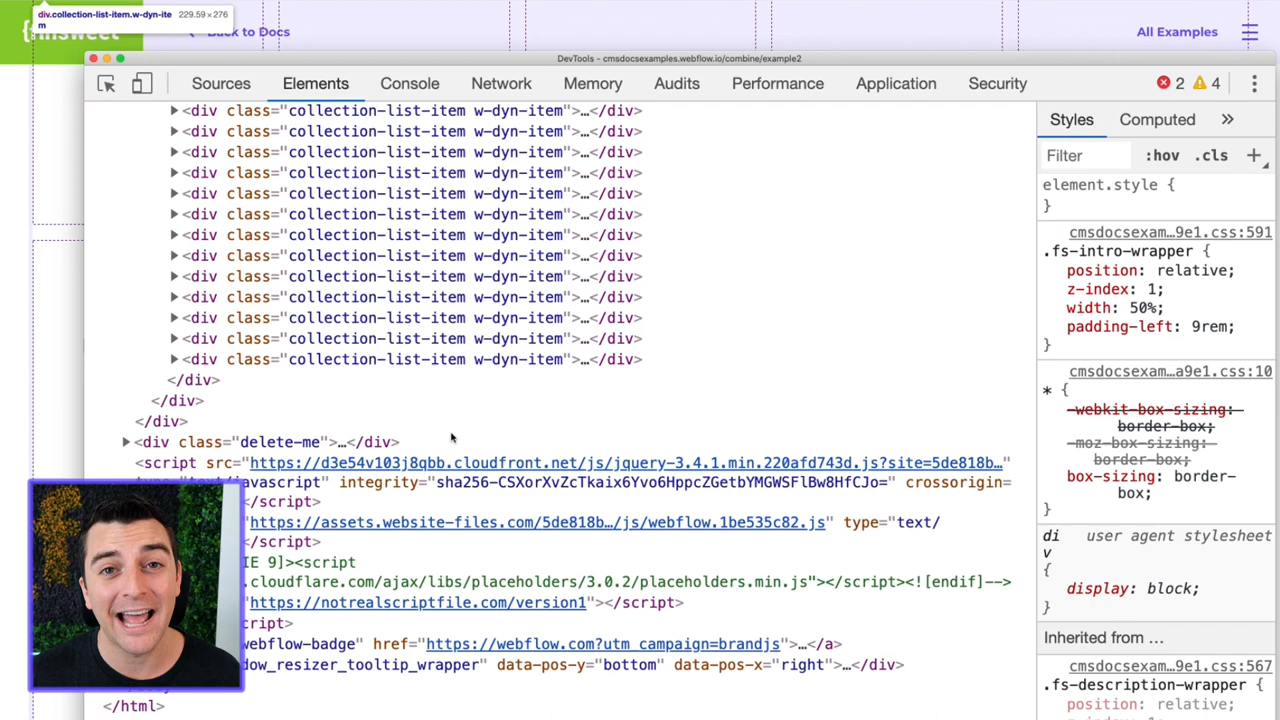 div.collection-list-item.w-dyn-ite 229.59 × 276
m
Back to Docs
All Examples
DevTools - cmsdocsexamples.webflow.io/combine/example2
Sources Elements Console Network Memory Audits Performance Application Security 2 4
<div class="collection-list-item w-dyn-item">…</div>
<div class="collection-list-item w-dyn-item">…</div>
<div class="collection-list-item w-dyn-item">…</div>
<div class="collection-list-item w-dyn-item">…</div>
<div class="collection-list-item w-dyn-item">…</div>
<div class="collection-list-item w-dyn-item">…</div>
<div class="collection-list-item w-dyn-item">…</div>
<div class="collection-list-item w-dyn-item">…</div>
<div class="collection-list-item w-dyn-item">…</div>
<div class="collection-list-item w-dyn-item">…</div>
<div class="collection-list-item w-dyn-item">…</div>
<div class="collection-list-item w-dyn-item">…</div>
<div class="collection-list-item w-dyn-item">…</div>
</div>
</div>
</div>
<div class="delete-me">…</div>
<script src="https://d3e54v103j8qbb.cloudfront.net/js/jquery-3.4.1.min.220afd743d.js?site=5de818b…"
javascript" integrity="sha256-CSXorXvZcTkaix6Yvo6HppcZGetbYMGWSFlBw8HfCJo=" crossorigin=
</script>
"https://assets.website-files.com/5de818b…/js/webflow.1be535c82.js" type="text/
</script>
IE 9]><script
.cloudflare.com/ajax/libs/placeholders/3.0.2/placeholders.min.js"></script><![endif]-->
"https://notrealscriptfile.com/version1"></script>
cript>
webflow-badge" href="https://webflow.com?utm_campaign=brandjs">…</a>
dow_resizer_tooltip_wrapper" data-pos-y="bottom" data-pos-x="right">…</div>
</html>
Styles Computed »
Filter :hov .cls +
element.style {
}
cmsdocsexam…9e1.css:591
.fs-intro-wrapper {
position: relative;
z-index: 1;
width: 50%;
padding-left: 9rem;
}
cmsdocsexam…a9e1.css:10
* {
-webkit-box-sizing:
border-box;
-moz-box-sizing:
border-box;
box-sizing: border-
box;
}
di user agent stylesheet
v
{
display: block;
}
Inherited from …
cmsdocsexam…9e1.css:567
.fs-description-wrapper {
position: relative;